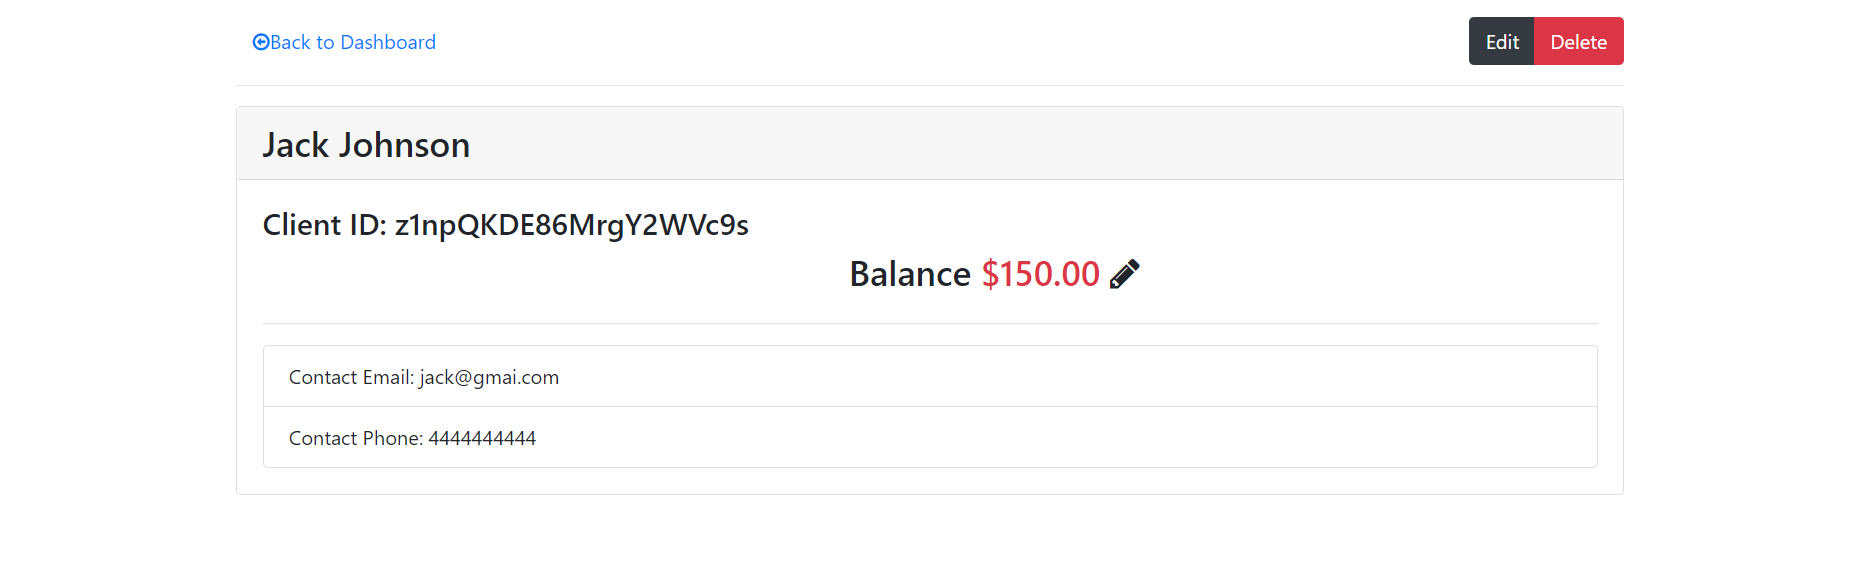 Back to Dashboard
Edit Delete
Jack Johnson
Client ID: z1npQKDE86MrgY2WVc9s
Balance $150.00
Contact Email: jack@gmai.com
Contact Phone: 4444444444